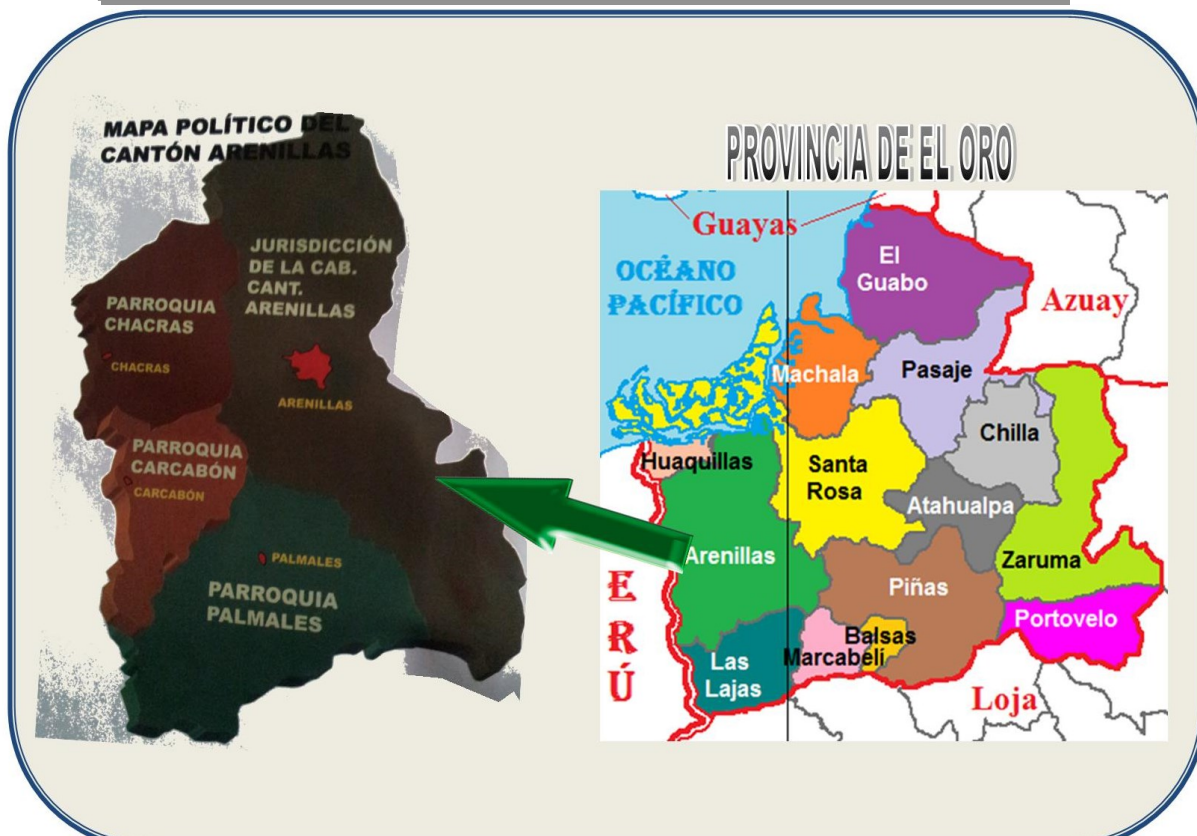 MAPA POLÍTICO DEL
CANTÓN ARENILLAS
JURISDICCIÓN
DE LA CAB.
CANT.
ARENILLAS
PARROQUIA
CHACRAS
CHACRAS
ARENILLAS
PARROQUIA
CARCABÓN
CARCABÓN
PALMALES
PARROQUIA
PALMALES
PROVINCIA DE EL ORO
Guayas
OCÉANO
PACÍFICO
El
Guabo
Azuay
Machala
Pasaje
Chilla
Huaquillas
Santa
Rosa
Atahualpa
Arenillas
Zaruma
Piñas
Portovelo
Balsas
Marcabeli
Las
Lajas
Loja
E
R
Ú